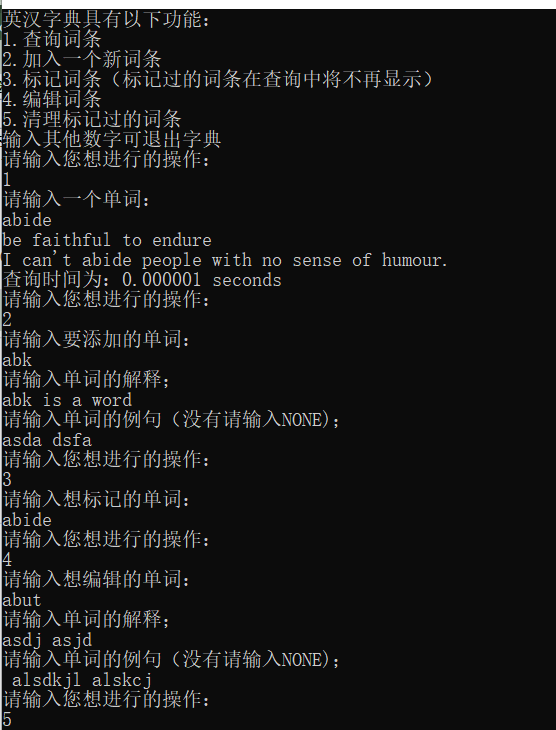 英汉字典具有以下功能：
1.查询词条
2.加入一个新词条
3.标记词条（标记过的词条在查询中将不再显示）
4.编辑词条
5.清理标记过的词条
输入其他数字可退出字典
请输入您想进行的操作：
1
请输入一个单词：
abide
be faithful to endure
I can't abide people with no sense of humour.
查询时间为：0.000001 seconds
请输入您想进行的操作：
2
请输入要添加的单词：
abk
请输入单词的解释；
abk is a word
请输入单词的例句（没有请输入NONE）；
asda dsfa
请输入您想进行的操作：
3
请输入想标记的单词：
abide
请输入您想进行的操作：
4
请输入想编辑的单词：
abut
请输入单词的解释；
asdj asjd
请输入单词的例句（没有请输入NONE）；
 alsdkjl alskcj
请输入您想进行的操作：
5